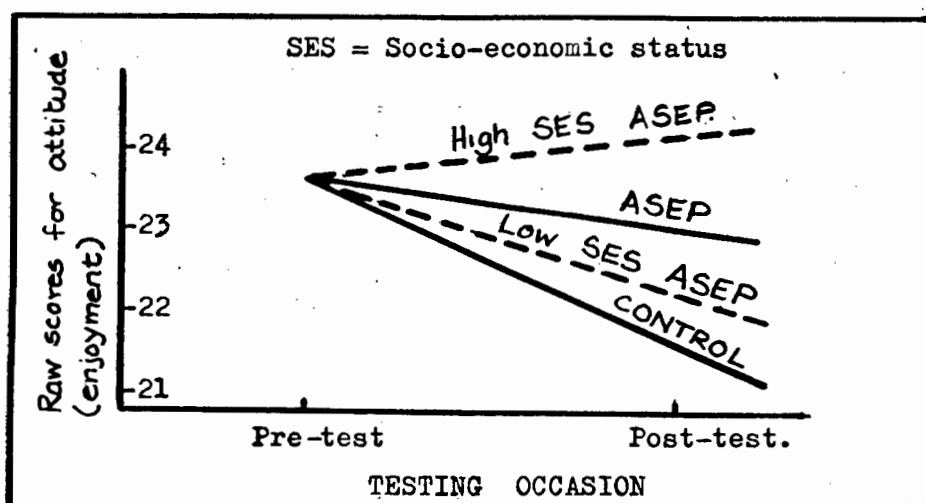 SES = Socio-economic status
Raw scores for attitude
(enjoyment)
24
23
22
21
High SES ASEP
ASEP
Low SES ASEP
CONTROL
Pre-test
Post-test.
TESTING OCCASION